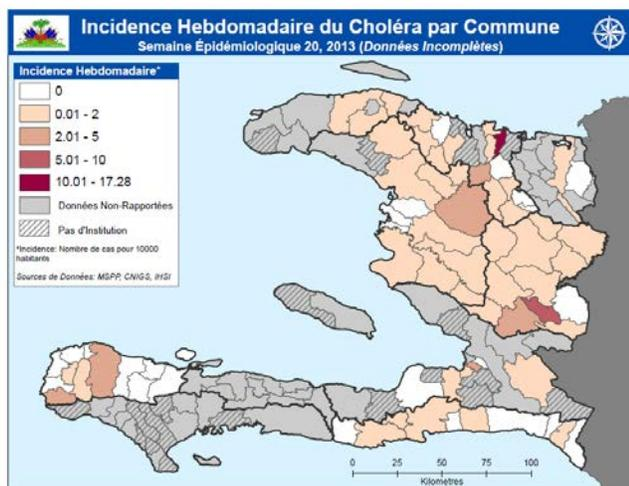 Incidence Hebdomadaire du Choléra par Commune
Semaine Épidémiologique 20, 2013 (Données Incomplètes)
Incidence Hebdomadaire*
0
0.01 - 2
2.01 - 5
5.01 - 10
10.01 - 17.28
Données Non-Rapportées
Pas d'Institution
*Incidence: Nombre de cas pour 10000
habitants
Sources de Données: MSPP, CNIGS, IHSI
0 25 50 75 100
Kilometres